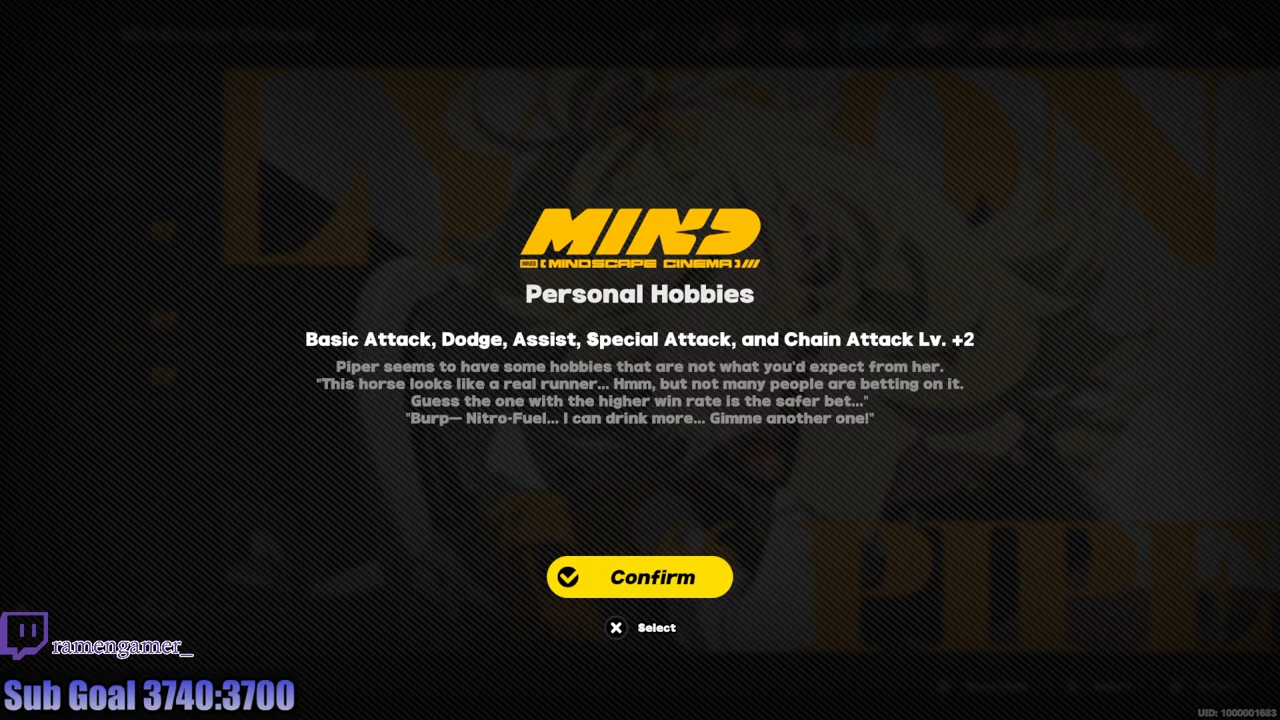 MIND
[MINDSCAPE CINEMA]///
Personal Hobbies
Basic Attack, Dodge, Assist, Special Attack, and Chain Attack Lv. +2
Piper seems to have some hobbies that are not what you'd expect from her.
"This horse looks like a real runner... Hmm, but not many people are betting on it.
Guess the one with the higher win rate is the safer bet..."
"Burp— Nitro-Fuel... I can drink more... Gimme another one!"
PIPE
Confirm
Select
ramengamer_
Sub Goal 3740:3700
UID: 1000001683